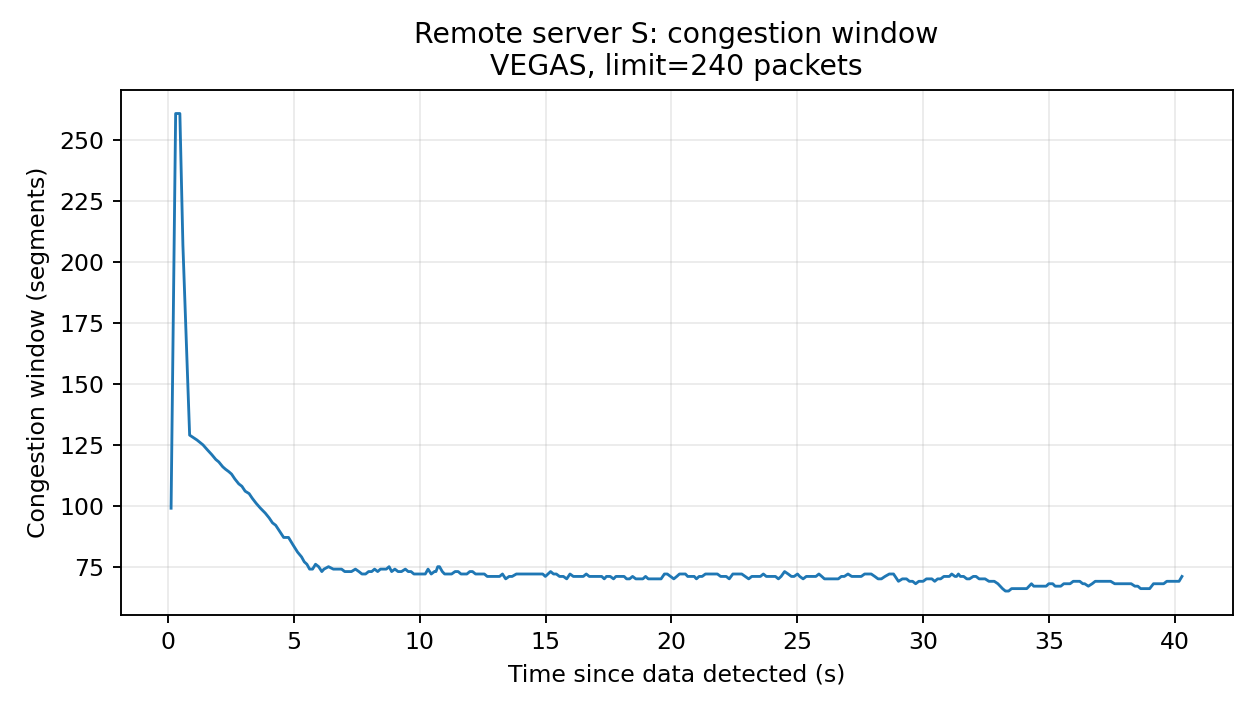 Remote server S: congestion window
VEGAS, limit=240 packets
Congestion window (segments)
250
225
200
175
150
125
100
75
0 5 10 15 20 25 30 35 40
Time since data detected (s)